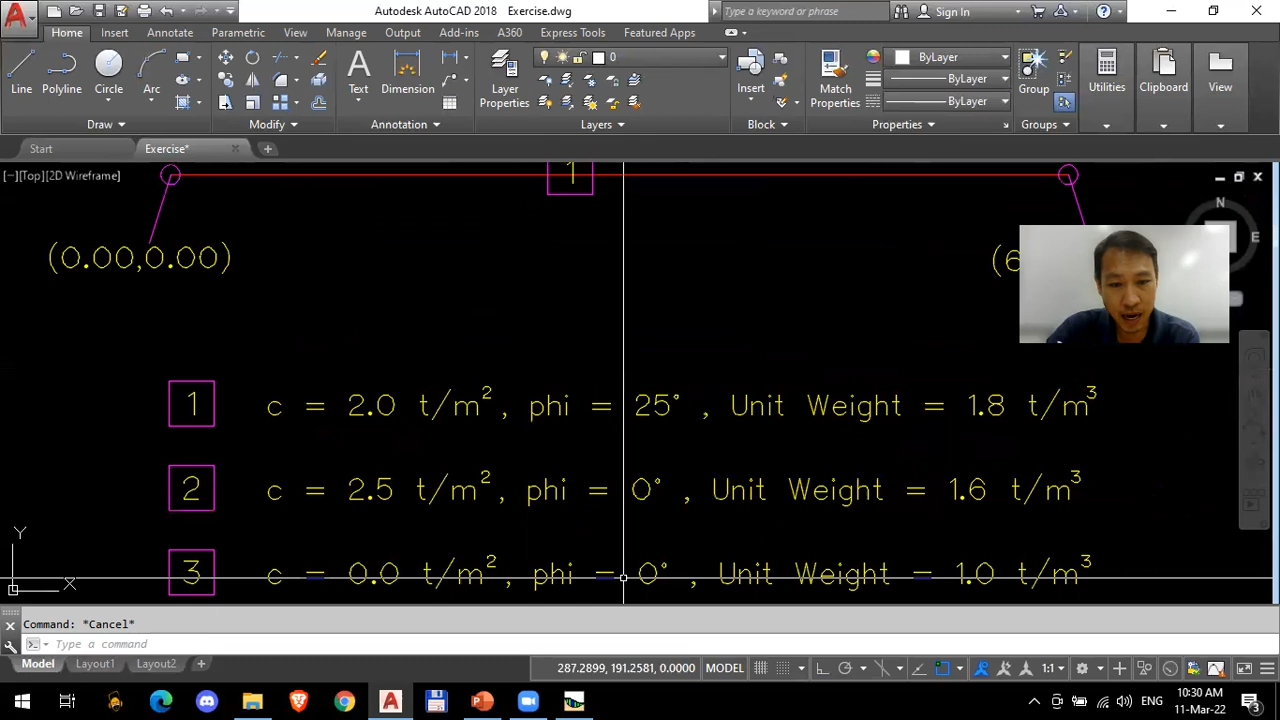 Autodesk AutoCAD 2018 Exercise.dwg
Type a keyword or phrase
Sign In
Home Insert Annotate Parametric View Manage Output Add-ins A360 Express Tools Featured Apps
Line
Polyline
Circle
Arc
Text
Dimension
Layer
Properties
0
Insert
Match
Properties
ByLayer
ByLayer
ByLayer
Group
Utilities
Clipboard
View
Draw
Modify
Annotation
Layers
Block
Properties
Groups
Start
Exercise*
[−][Top][2D Wireframe]
N
E
1
(0.00,0.00)
(6
1 c = 2.0 t/m², phi = 25° , Unit Weight = 1.8 t/m³
2 c = 2.5 t/m², phi = 0° , Unit Weight = 1.6 t/m³
3 c = 0.0 t/m², phi = 0° , Unit Weight = 1.0 t/m³
Y
X
Command: *Cancel*
Type a command
Model Layout1 Layout2
287.2899, 191.2581, 0.0000 MODEL
1:1
ENG
10:30 AM
11-Mar-22
3